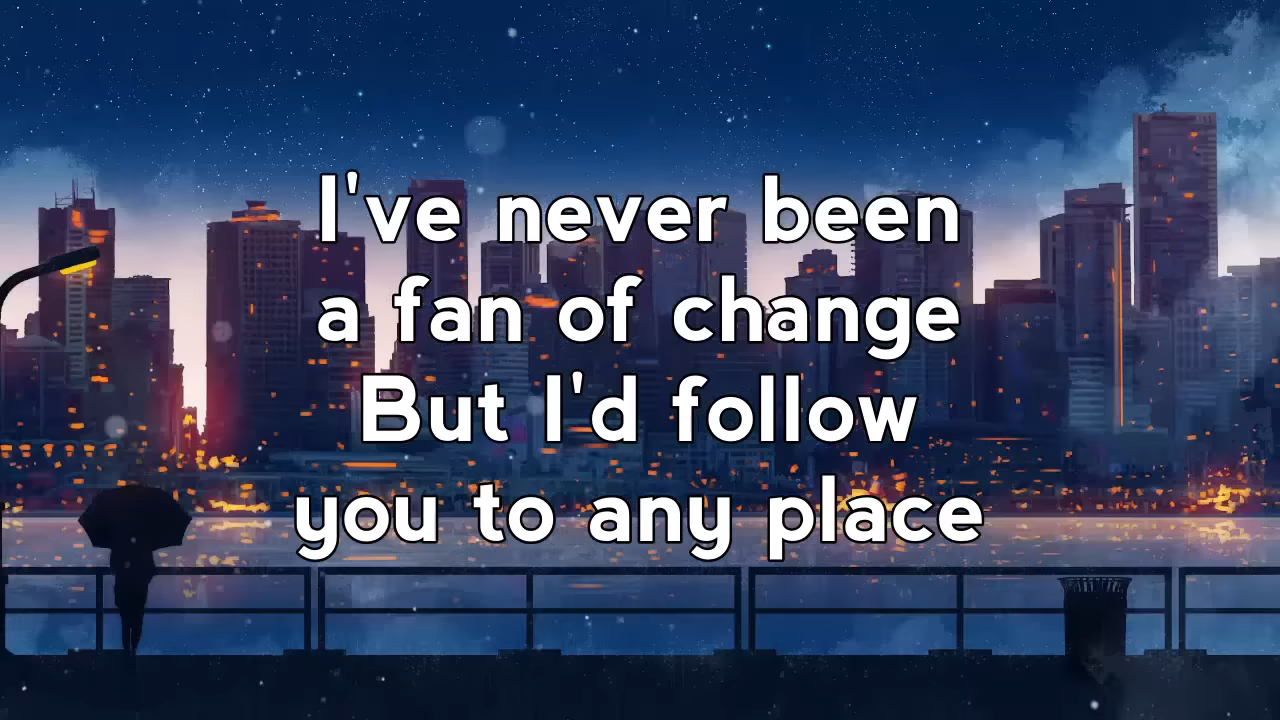 I've never been
a fan of change
But I'd follow
you to any place